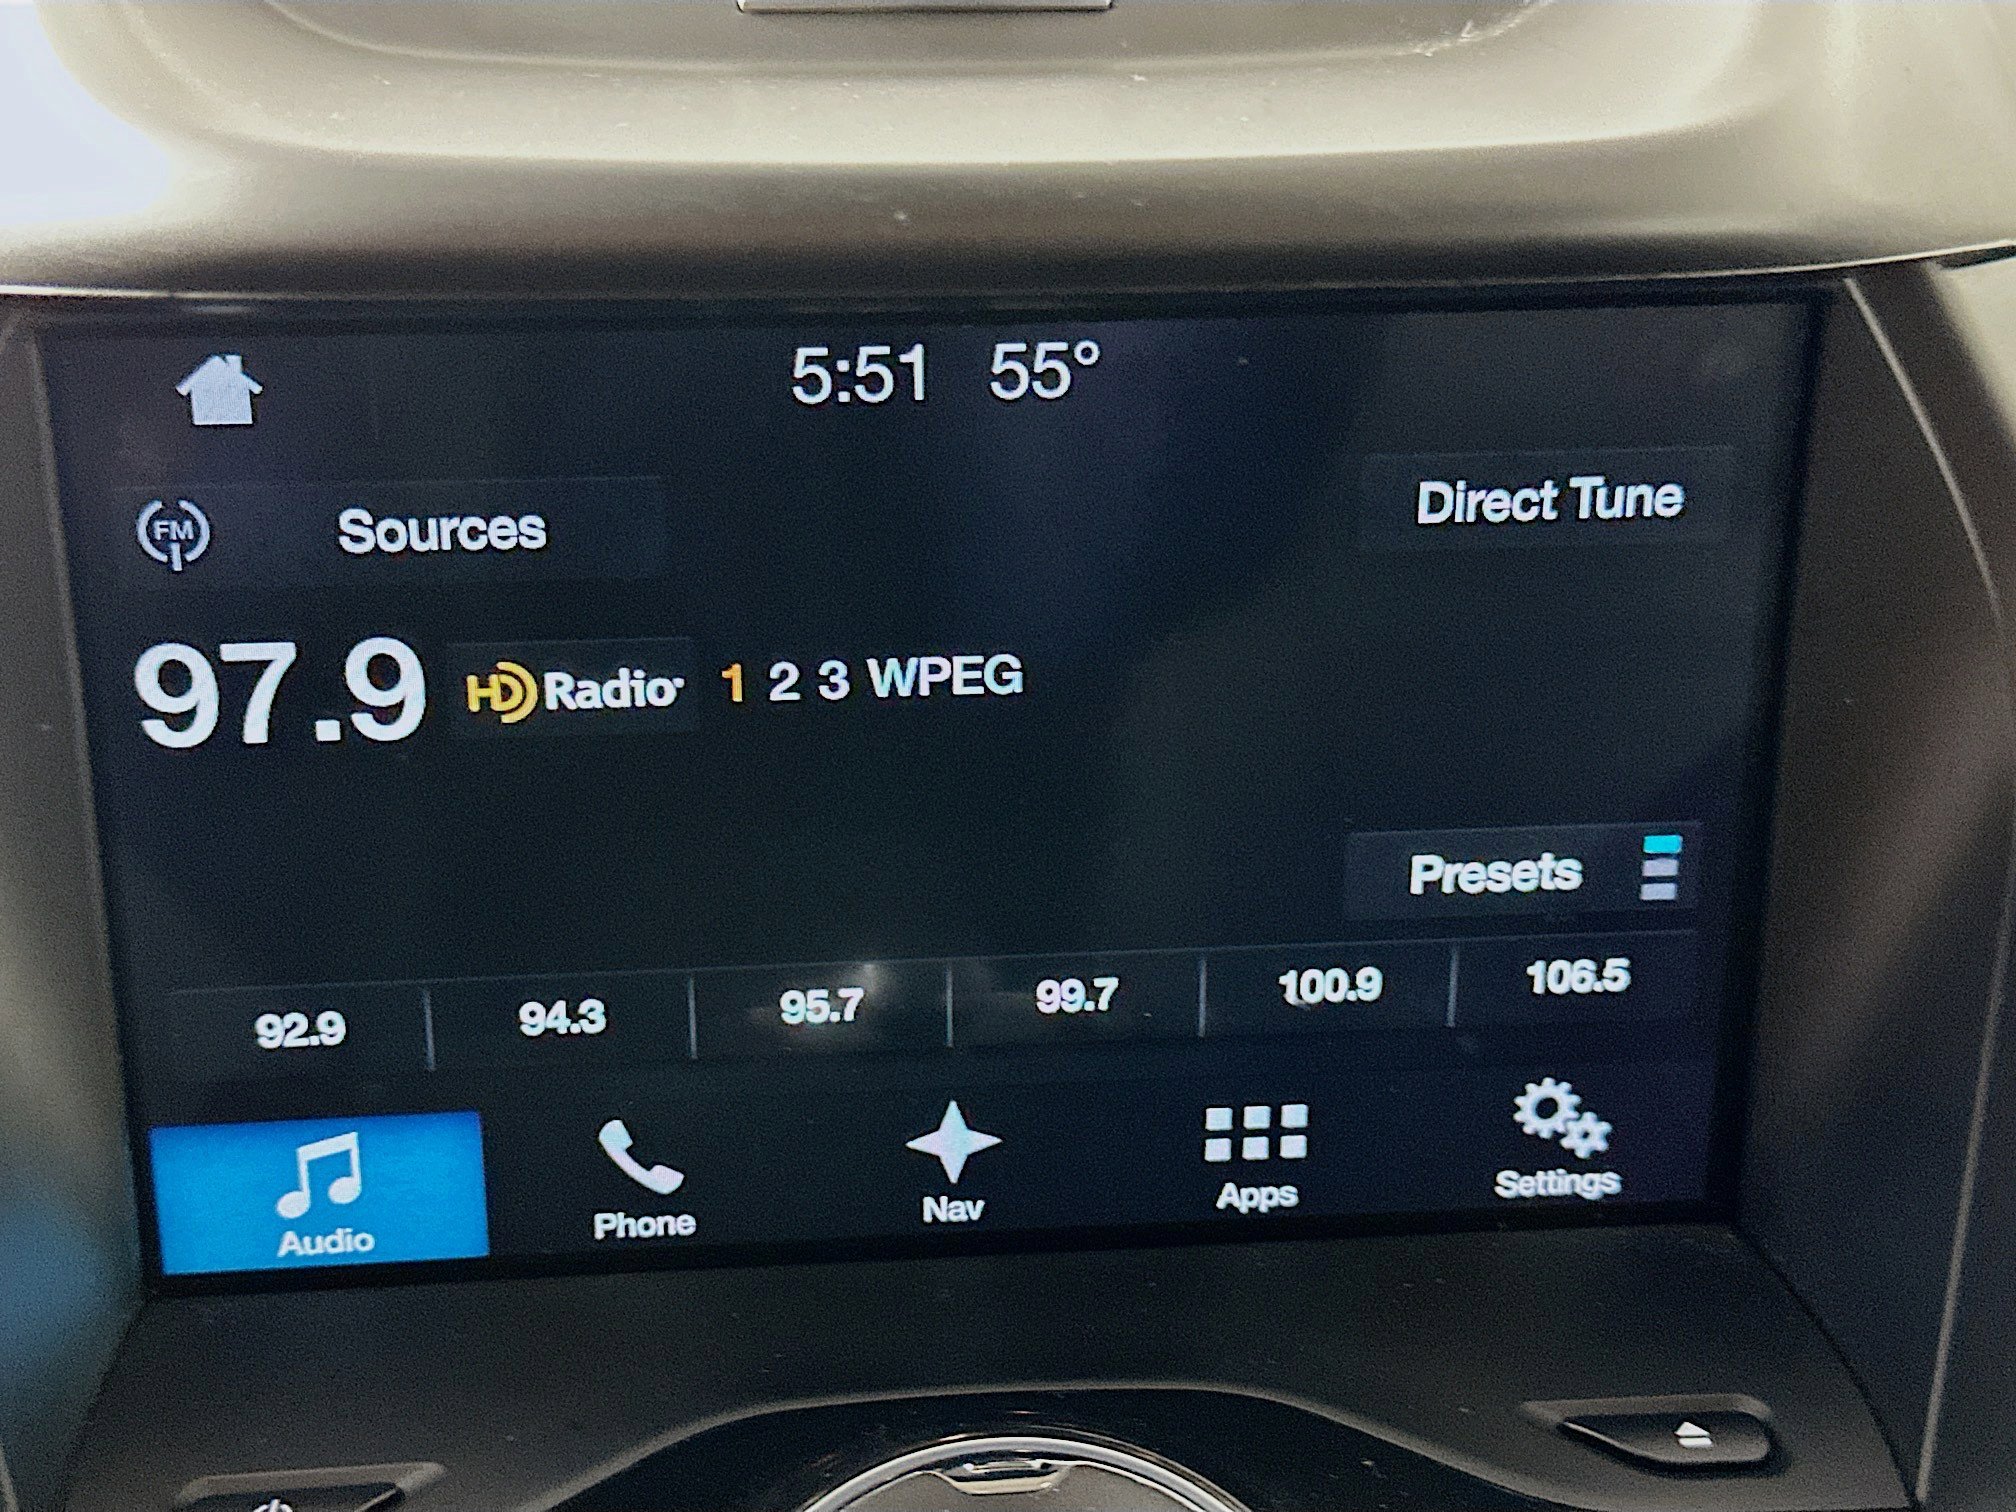 5:51 55°
FM Sources Direct Tune
97.9 HD Radio 1 2 3 WPEG
Presets
92.9 94.3 95.7 99.7 100.9 106.5
Audio Phone Nav Apps Settings